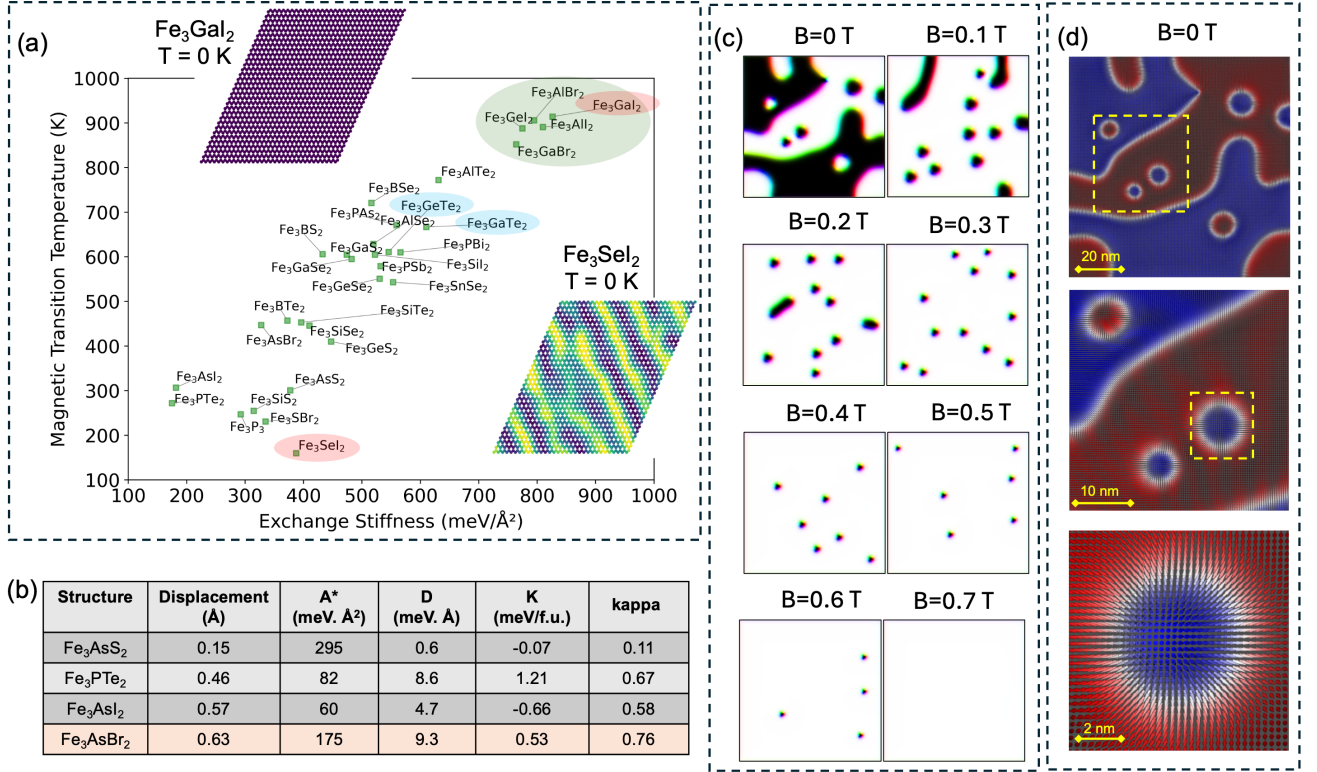 (a)
Fe₃GaI₂
T = 0 K
Magnetic Transition Temperature (K)
1000
900
800
700
600
500
400
300
200
100
Fe₃AlBr₂
Fe₃GaI₂
Fe₃GeI₂
Fe₃AlI₂
Fe₃GaBr₂
Fe₃AlTe₂
Fe₃BSe₂
Fe₃GeTe₂
Fe₃PAs₂
Fe₃AlSe₂
Fe₃GaTe₂
Fe₃BS₂
Fe₃GaS₂
Fe₃PBi₂
Fe₃GaSe₂
Fe₃PSb₂
Fe₃SiI₂
Fe₃GeSe₂
Fe₃SnSe₂
Fe₃BTe₂
Fe₃SiTe₂
Fe₃AsBr₂
Fe₃SiSe₂
Fe₃GeS₂
Fe₃AsI₂
Fe₃AsS₂
Fe₃PTe₂
Fe₃SiS₂
Fe₃P₃
Fe₃SBr₂
Fe₃SeI₂
Fe₃SeI₂
T = 0 K
100 200 300 400 500 600 700 800 900 1000
Exchange Stiffness (meV/Å²)
(b)
Structure Displacement (Å) A* (meV. Å²) D (meV. Å) K (meV/f.u.) kappa
Fe₃AsS₂ 0.15 295 0.6 -0.07 0.11
Fe₃PTe₂ 0.46 82 8.6 1.21 0.67
Fe₃AsI₂ 0.57 60 4.7 -0.66 0.58
Fe₃AsBr₂ 0.63 175 9.3 0.53 0.76
(c)
B=0 T B=0.1 T
B=0.2 T B=0.3 T
B=0.4 T B=0.5 T
B=0.6 T B=0.7 T
(d)
B=0 T
20 nm
10 nm
2 nm